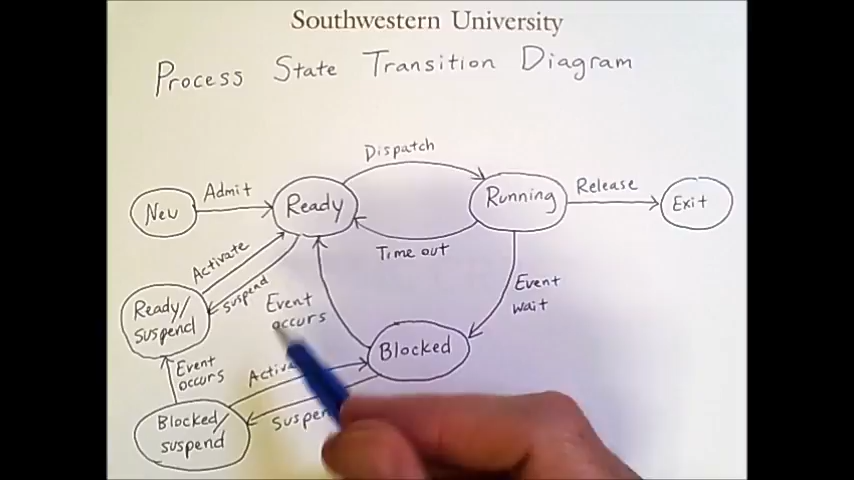 Southwestern University
Process State Transition Diagram
Dispatch
New
Admit
Ready
Running
Release
Exit
Time out
Activate
Suspend
Event
occurs
Event
wait
Ready/
suspend
Blocked
Event
occurs
Blocked/
suspend